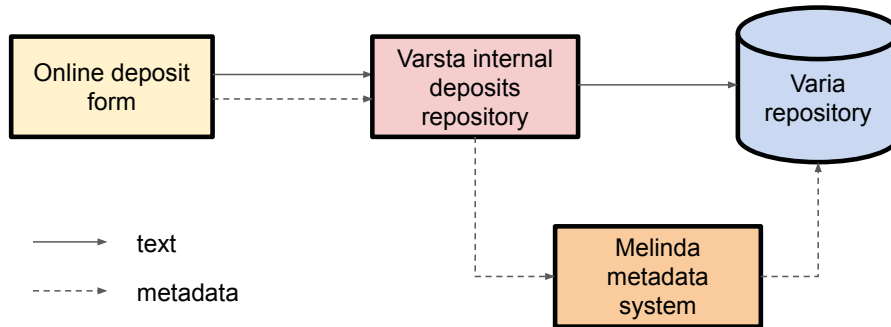 Online deposit
form
Varsta internal
deposits
repository
Varia
repository
text
metadata
Melinda
metadata
system